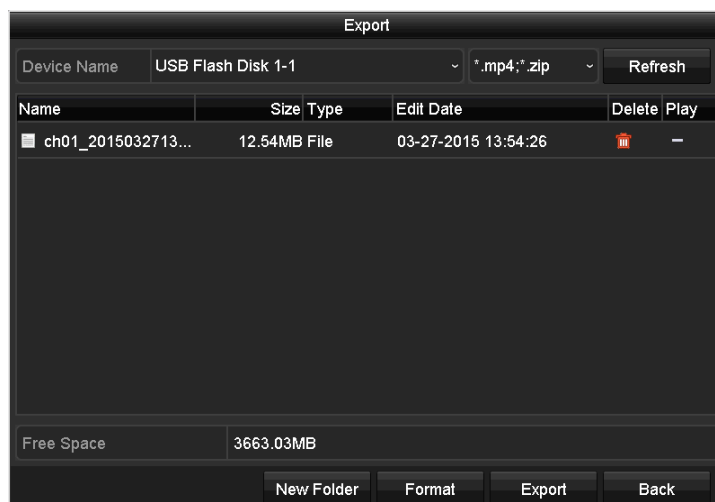 Export
Device Name USB Flash Disk 1-1 *.mp4;*.zip Refresh
Name Size Type Edit Date Delete Play
ch01_2015032713... 12.54MB File 03-27-2015 13:54:26 –
Free Space 3663.03MB
New Folder Format Export Back